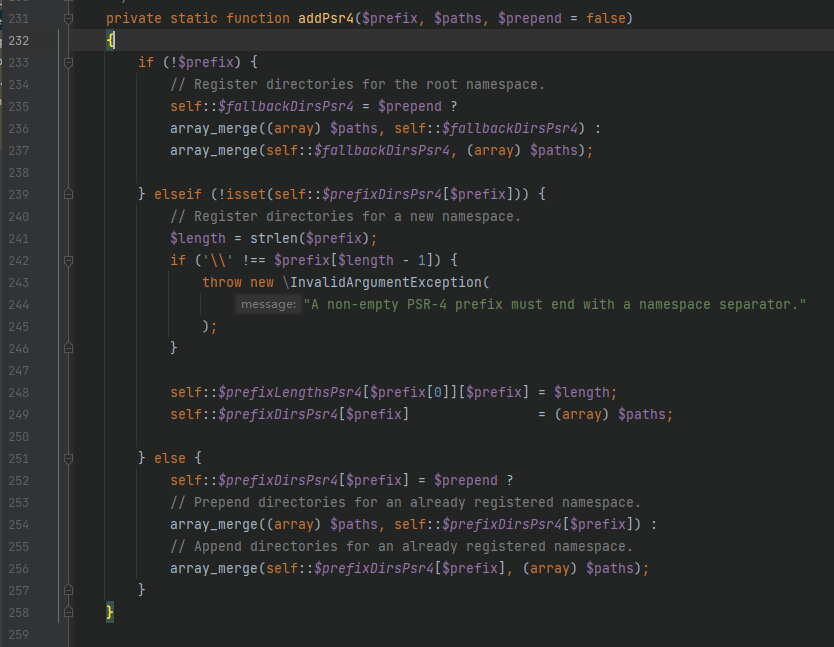 231 private static function addPsr4($prefix, $paths, $prepend = false)
232 {
233 if (!$prefix) {
234 // Register directories for the root namespace.
235 self::$fallbackDirsPsr4 = $prepend ?
236 array_merge((array) $paths, self::$fallbackDirsPsr4) :
237 array_merge(self::$fallbackDirsPsr4, (array) $paths);
238
239 } elseif (!isset(self::$prefixDirsPsr4[$prefix])) {
240 // Register directories for a new namespace.
241 $length = strlen($prefix);
242 if ('\\' !== $prefix[$length - 1]) {
243 throw new \InvalidArgumentException(
244 message: "A non-empty PSR-4 prefix must end with a namespace separator."
245 );
246 }
247
248 self::$prefixLengthsPsr4[$prefix[0]][$prefix] = $length;
249 self::$prefixDirsPsr4[$prefix] = (array) $paths;
250
251 } else {
252 self::$prefixDirsPsr4[$prefix] = $prepend ?
253 // Prepend directories for an already registered namespace.
254 array_merge((array) $paths, self::$prefixDirsPsr4[$prefix]) :
255 // Append directories for an already registered namespace.
256 array_merge(self::$prefixDirsPsr4[$prefix], (array) $paths);
257 }
258 }
259